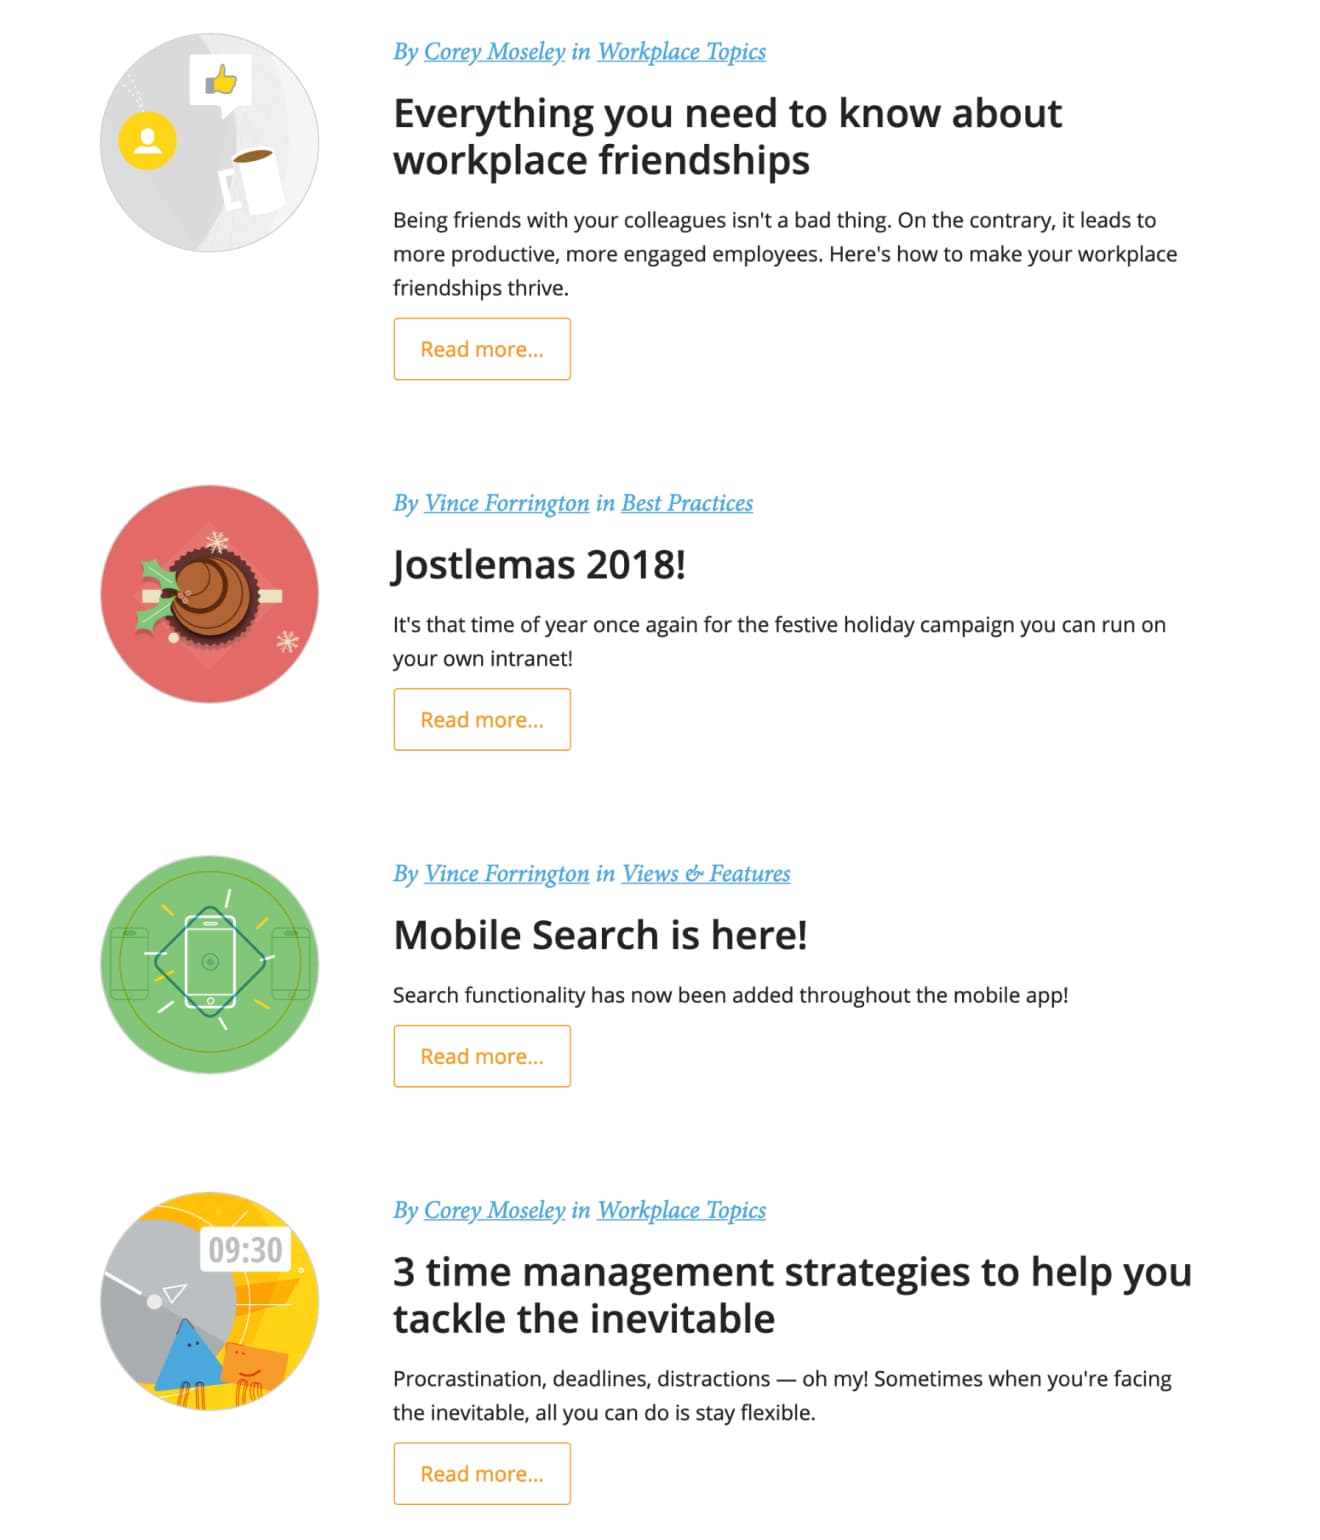 By Corey Moseley in Workplace Topics
Everything you need to know about
workplace friendships
Being friends with your colleagues isn't a bad thing. On the contrary, it leads to
more productive, more engaged employees. Here's how to make your workplace
friendships thrive.
Read more...
By Vince Forrington in Best Practices
Jostlemas 2018!
It's that time of year once again for the festive holiday campaign you can run on
your own intranet!
Read more...
By Vince Forrington in Views & Features
Mobile Search is here!
Search functionality has now been added throughout the mobile app!
Read more...
09:30
By Corey Moseley in Workplace Topics
3 time management strategies to help you
tackle the inevitable
Procrastination, deadlines, distractions — oh my! Sometimes when you're facing
the inevitable, all you can do is stay flexible.
Read more...